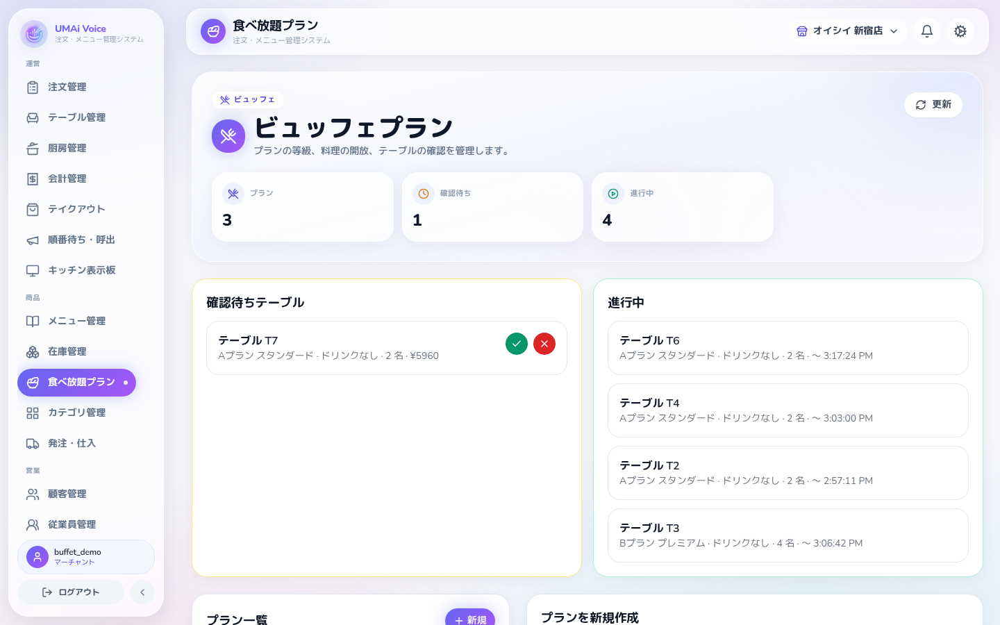 UMAi Voice
注文・メニュー管理システム
運営
注文管理
テーブル管理
厨房管理
会計管理
テイクアウト
順番待ち・呼出
キッチン表示板
商品
メニュー管理
在庫管理
食べ放題プラン
カテゴリ管理
発注・仕入
営業
顧客管理
従業員管理
buffet_demo
マーチャント
ログアウト
食べ放題プラン
注文・メニュー管理システム
オイシイ 新宿店
ビュッフェ
更新
ビュッフェプラン
プランの等級、料理の開放、テーブルの確認を管理します。
プラン
3
確認待ち
1
進行中
4
確認待ちテーブル
テーブル T7
Aプラン スタンダード · ドリンクなし · 2 名 · ¥5960
進行中
テーブル T6
Aプラン スタンダード · ドリンクなし · 2 名 · 〜 3:17:24 PM
テーブル T4
Aプラン スタンダード · ドリンクなし · 2 名 · 〜 3:03:00 PM
テーブル T2
Aプラン スタンダード · ドリンクなし · 2 名 · 〜 2:57:11 PM
テーブル T3
Bプラン プレミアム · ドリンクなし · 4 名 · 〜 3:06:42 PM
プラン一覧
新規
プランを新規作成